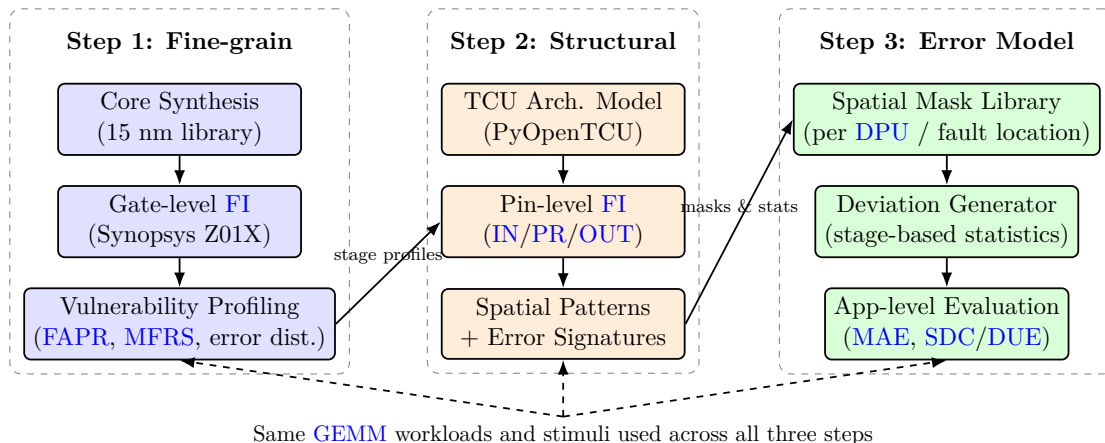 Step 1: Fine-grain
Core Synthesis
(15 nm library)
Gate-level FI
(Synopsys Z01X)
Vulnerability Profiling
(FAPR, MFRS, error dist.)
stage profiles
Step 2: Structural
TCU Arch. Model
(PyOpenTCU)
Pin-level FI
(IN/PR/OUT)
Spatial Patterns
+ Error Signatures
masks & stats
Step 3: Error Model
Spatial Mask Library
(per DPU / fault location)
Deviation Generator
(stage-based statistics)
App-level Evaluation
(MAE, SDC/DUE)
Same GEMM workloads and stimuli used across all three steps